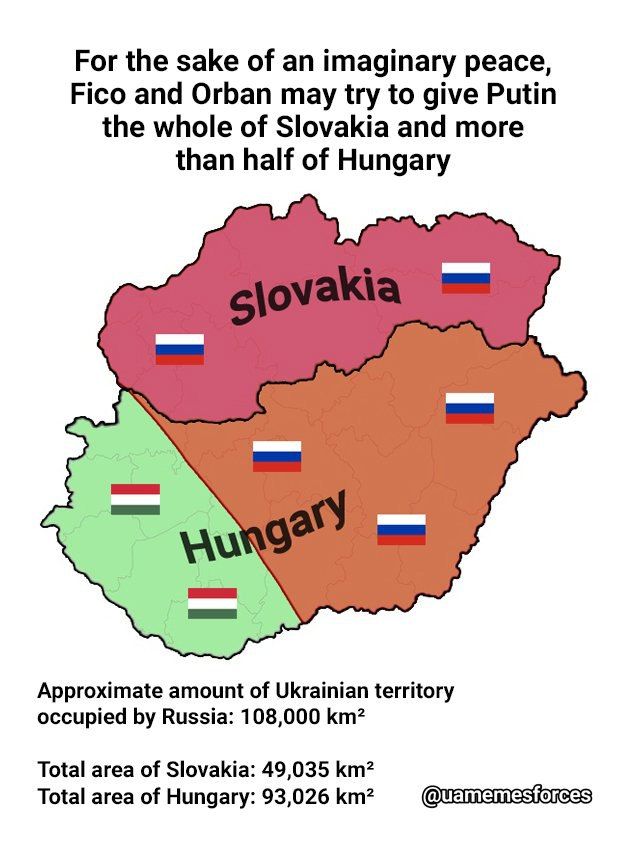 For the sake of an imaginary peace,
Fico and Orban may try to give Putin
the whole of Slovakia and more
than half of Hungary
Slovakia
Hungary
Approximate amount of Ukrainian territory
occupied by Russia: 108,000 km²
Total area of Slovakia: 49,035 km²
Total area of Hungary: 93,026 km²
@uamemesforces